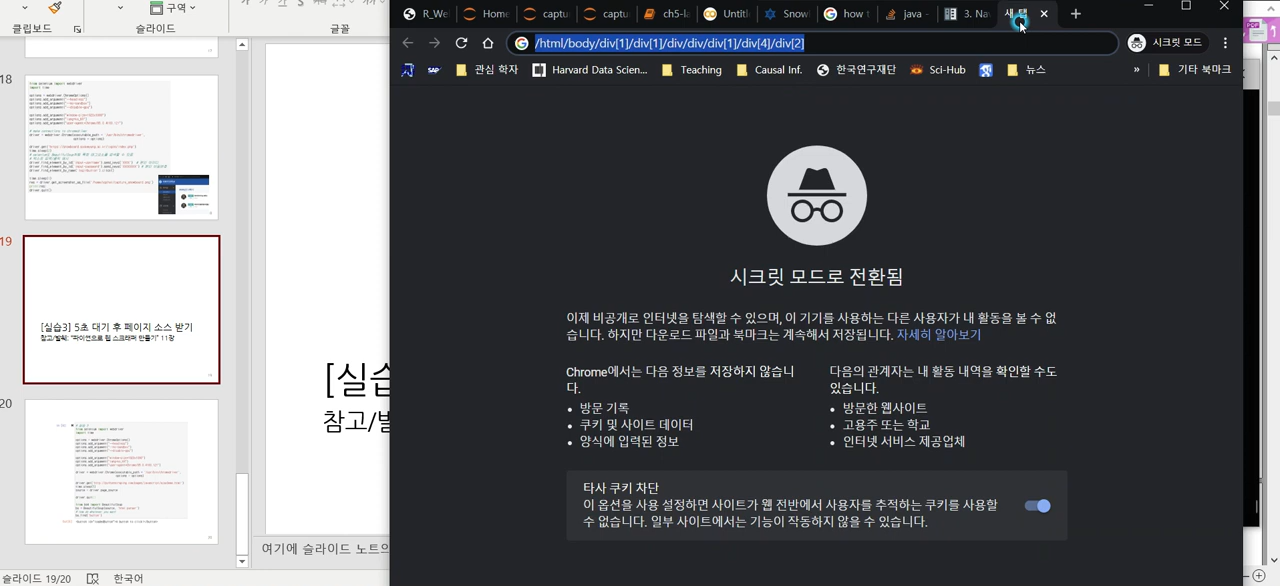 구역
클립보드
슬라이드
글꼴
18
19
[실습3] 5초 대기 후 페이지 소스 받기
참고/발췌: "파이썬으로 웹 스크래퍼 만들기" 11장
20
[실습
참고/발
여기에 슬라이드 노트의
슬라이드 19/20
한국어
R_We
Home
captu
captu
ch5-la
Untitl
Snow
how t
java -
3. Nav
새 탭
/html/body/div[1]/div[1]/div/div/div[1]/div[4]/div[2]
시크릿 모드
SAP
관심 학자
Harvard Data Scien...
Teaching
Causal Inf.
한국연구재단
Sci-Hub
뉴스
»
기타 북마크
PDF
시크릿 모드로 전환됨
이제 비공개로 인터넷을 탐색할 수 있으며, 이 기기를 사용하는 다른 사용자가 내 활동을 볼 수 없
습니다. 하지만 다운로드 파일과 북마크는 계속해서 저장됩니다. 자세히 알아보기
Chrome에서는 다음 정보를 저장하지 않습니
다.
• 방문 기록
• 쿠키 및 사이트 데이터
• 양식에 입력된 정보
다음의 관계자는 내 활동 내역을 확인할 수도
있습니다.
• 방문한 웹사이트
• 고용주 또는 학교
• 인터넷 서비스 제공업체
타사 쿠키 차단
이 옵션을 사용 설정하면 사이트가 웹 전반에서 사용자를 추적하는 쿠키를 사용할
수 없습니다. 일부 사이트에서는 기능이 작동하지 않을 수 있습니다.